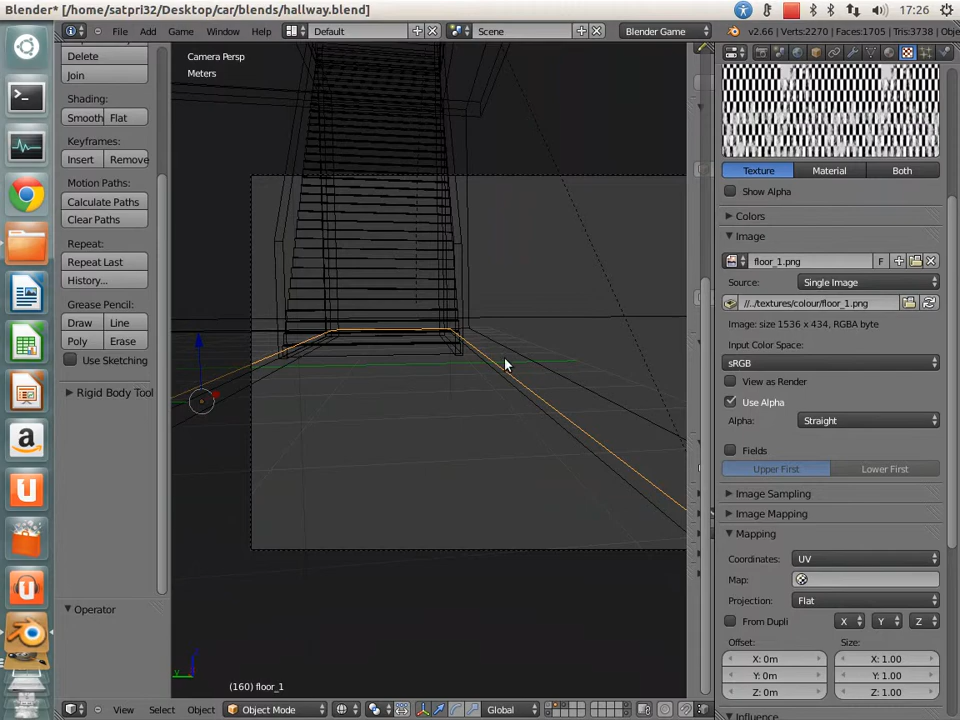 Blender* [/home/satpri32/Desktop/car/blends/hallway.blend]
17:26
File Add Game Window Help
Default
Scene
Blender Game
v2.66 | Verts:2270 | Faces:1705 | Tris:3738 |
Delete
Join
Shading:
Smooth Flat
Keyframes:
Insert Remove
Motion Paths:
Calculate Paths
Clear Paths
Repeat:
Repeat Last
History...
Grease Pencil:
Draw Line
Poly Erase
Use Sketching
Rigid Body Tool
Operator
Camera Persp
Meters
(160) floor_1
View Select Object Object Mode Global
Texture Material Both
Show Alpha
Colors
Image
floor_1.png F
Source: Single Image
//../textures/colour/floor_1.png
Image: size 1536 x 434, RGBA byte
Input Color Space:
sRGB
View as Render
Use Alpha
Alpha: Straight
Fields
Upper First Lower First
Image Sampling
Image Mapping
Mapping
Coordinates: UV
Map:
Projection: Flat
From Dupli X Y Z
Offset: Size:
X: 0m X: 1.00
Y: 0m Y: 1.00
Z: 0m Z: 1.00
Influence